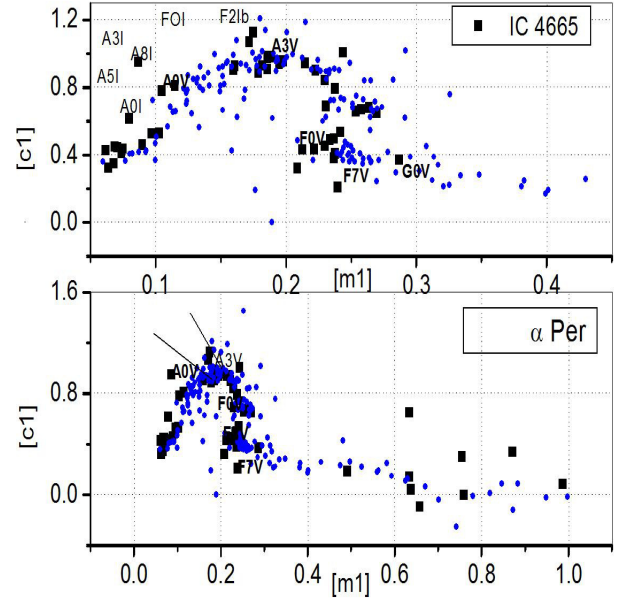 1.2
0.8
0.4
0.0
[c1]
A3I
FOI
F2Ib
A8I
A3V
A5I
A0V
A0I
F0V
F7V
G0V
IC 4665
0.1
0.2
0.3
0.4
[m1]
1.6
0.8
0.0
[c1]
A3V
A0V
F7V
α Per
0.0
0.2
0.4
0.6
0.8
1.0
[m1]